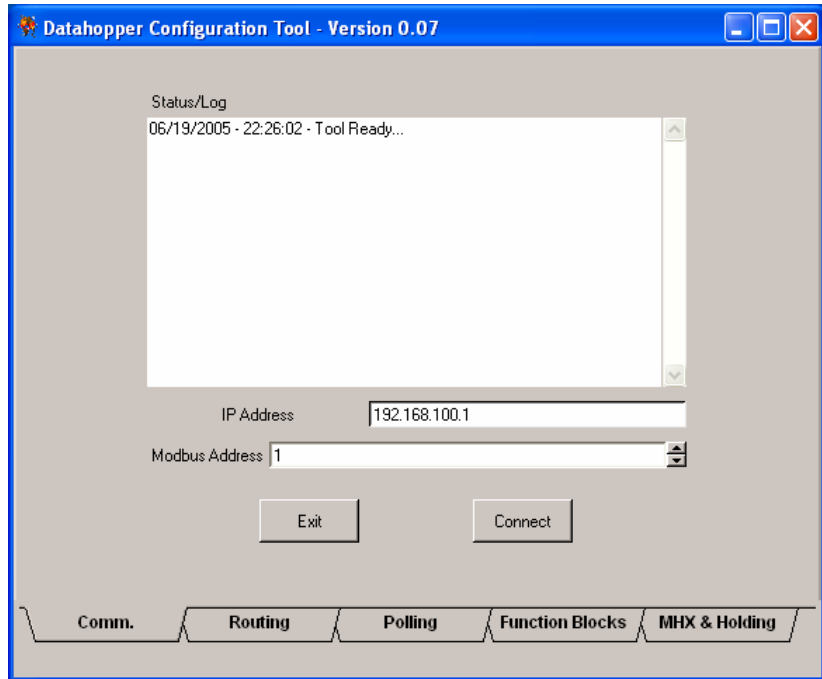 Datahopper Configuration Tool - Version 0.07
Status/Log
06/19/2005 - 22:26:02 - Tool Ready...
IP Address 192.168.100.1
Modbus Address 1
Exit Connect
Comm. Routing Polling Function Blocks MHX & Holding